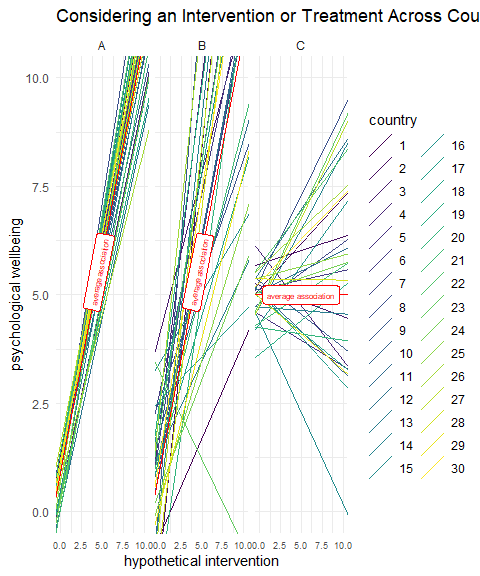 Considering an Intervention or Treatment Across Cou
A B C
10.0
7.5
5.0
2.5
0.0
psychological wellbeing
average association
average association
average association
0.0 2.5 5.0 7.5 10.0 0.0 2.5 5.0 7.5 10.0 0.0 2.5 5.0 7.5 10.0
hypothetical intervention
country
1 16
2 17
3 18
4 19
5 20
6 21
7 22
8 23
9 24
10 25
11 26
12 27
13 28
14 29
15 30